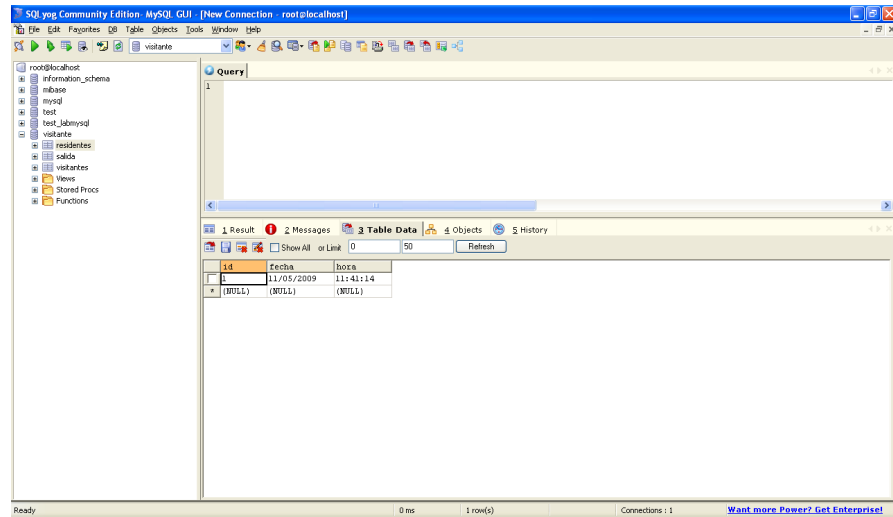 SQLyog Community Edition- MySQL GUI - [New Connection - root@localhost]
File Edit Favorites DB Table Objects Tools Window Help
visitante
root@localhost
information_schema
mibase
mysql
test
test_labmysql
visitante
residentes
salida
visitantes
Views
Stored Procs
Functions
Query
1
1 Result 2 Messages 3 Table Data 4 Objects 5 History
Show All or Limit 0 50 Refresh
id fecha hora
1 11/05/2009 11:41:14
* (NULL) (NULL) (NULL)
Ready 0 ms 1 row(s) Connections : 1 Want more Power? Get Enterprise!